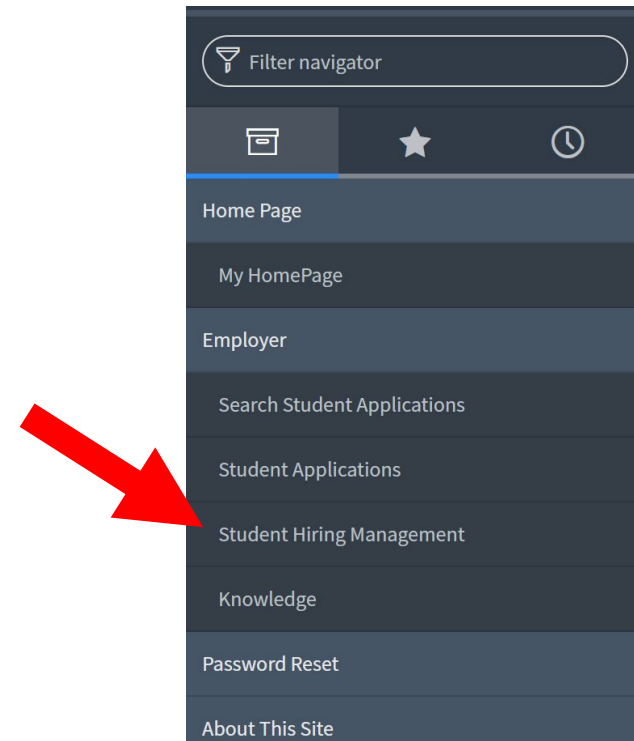 Filter navigator
Home Page
My HomePage
Employer
Search Student Applications
Student Applications
Student Hiring Management
Knowledge
Password Reset
About This Site